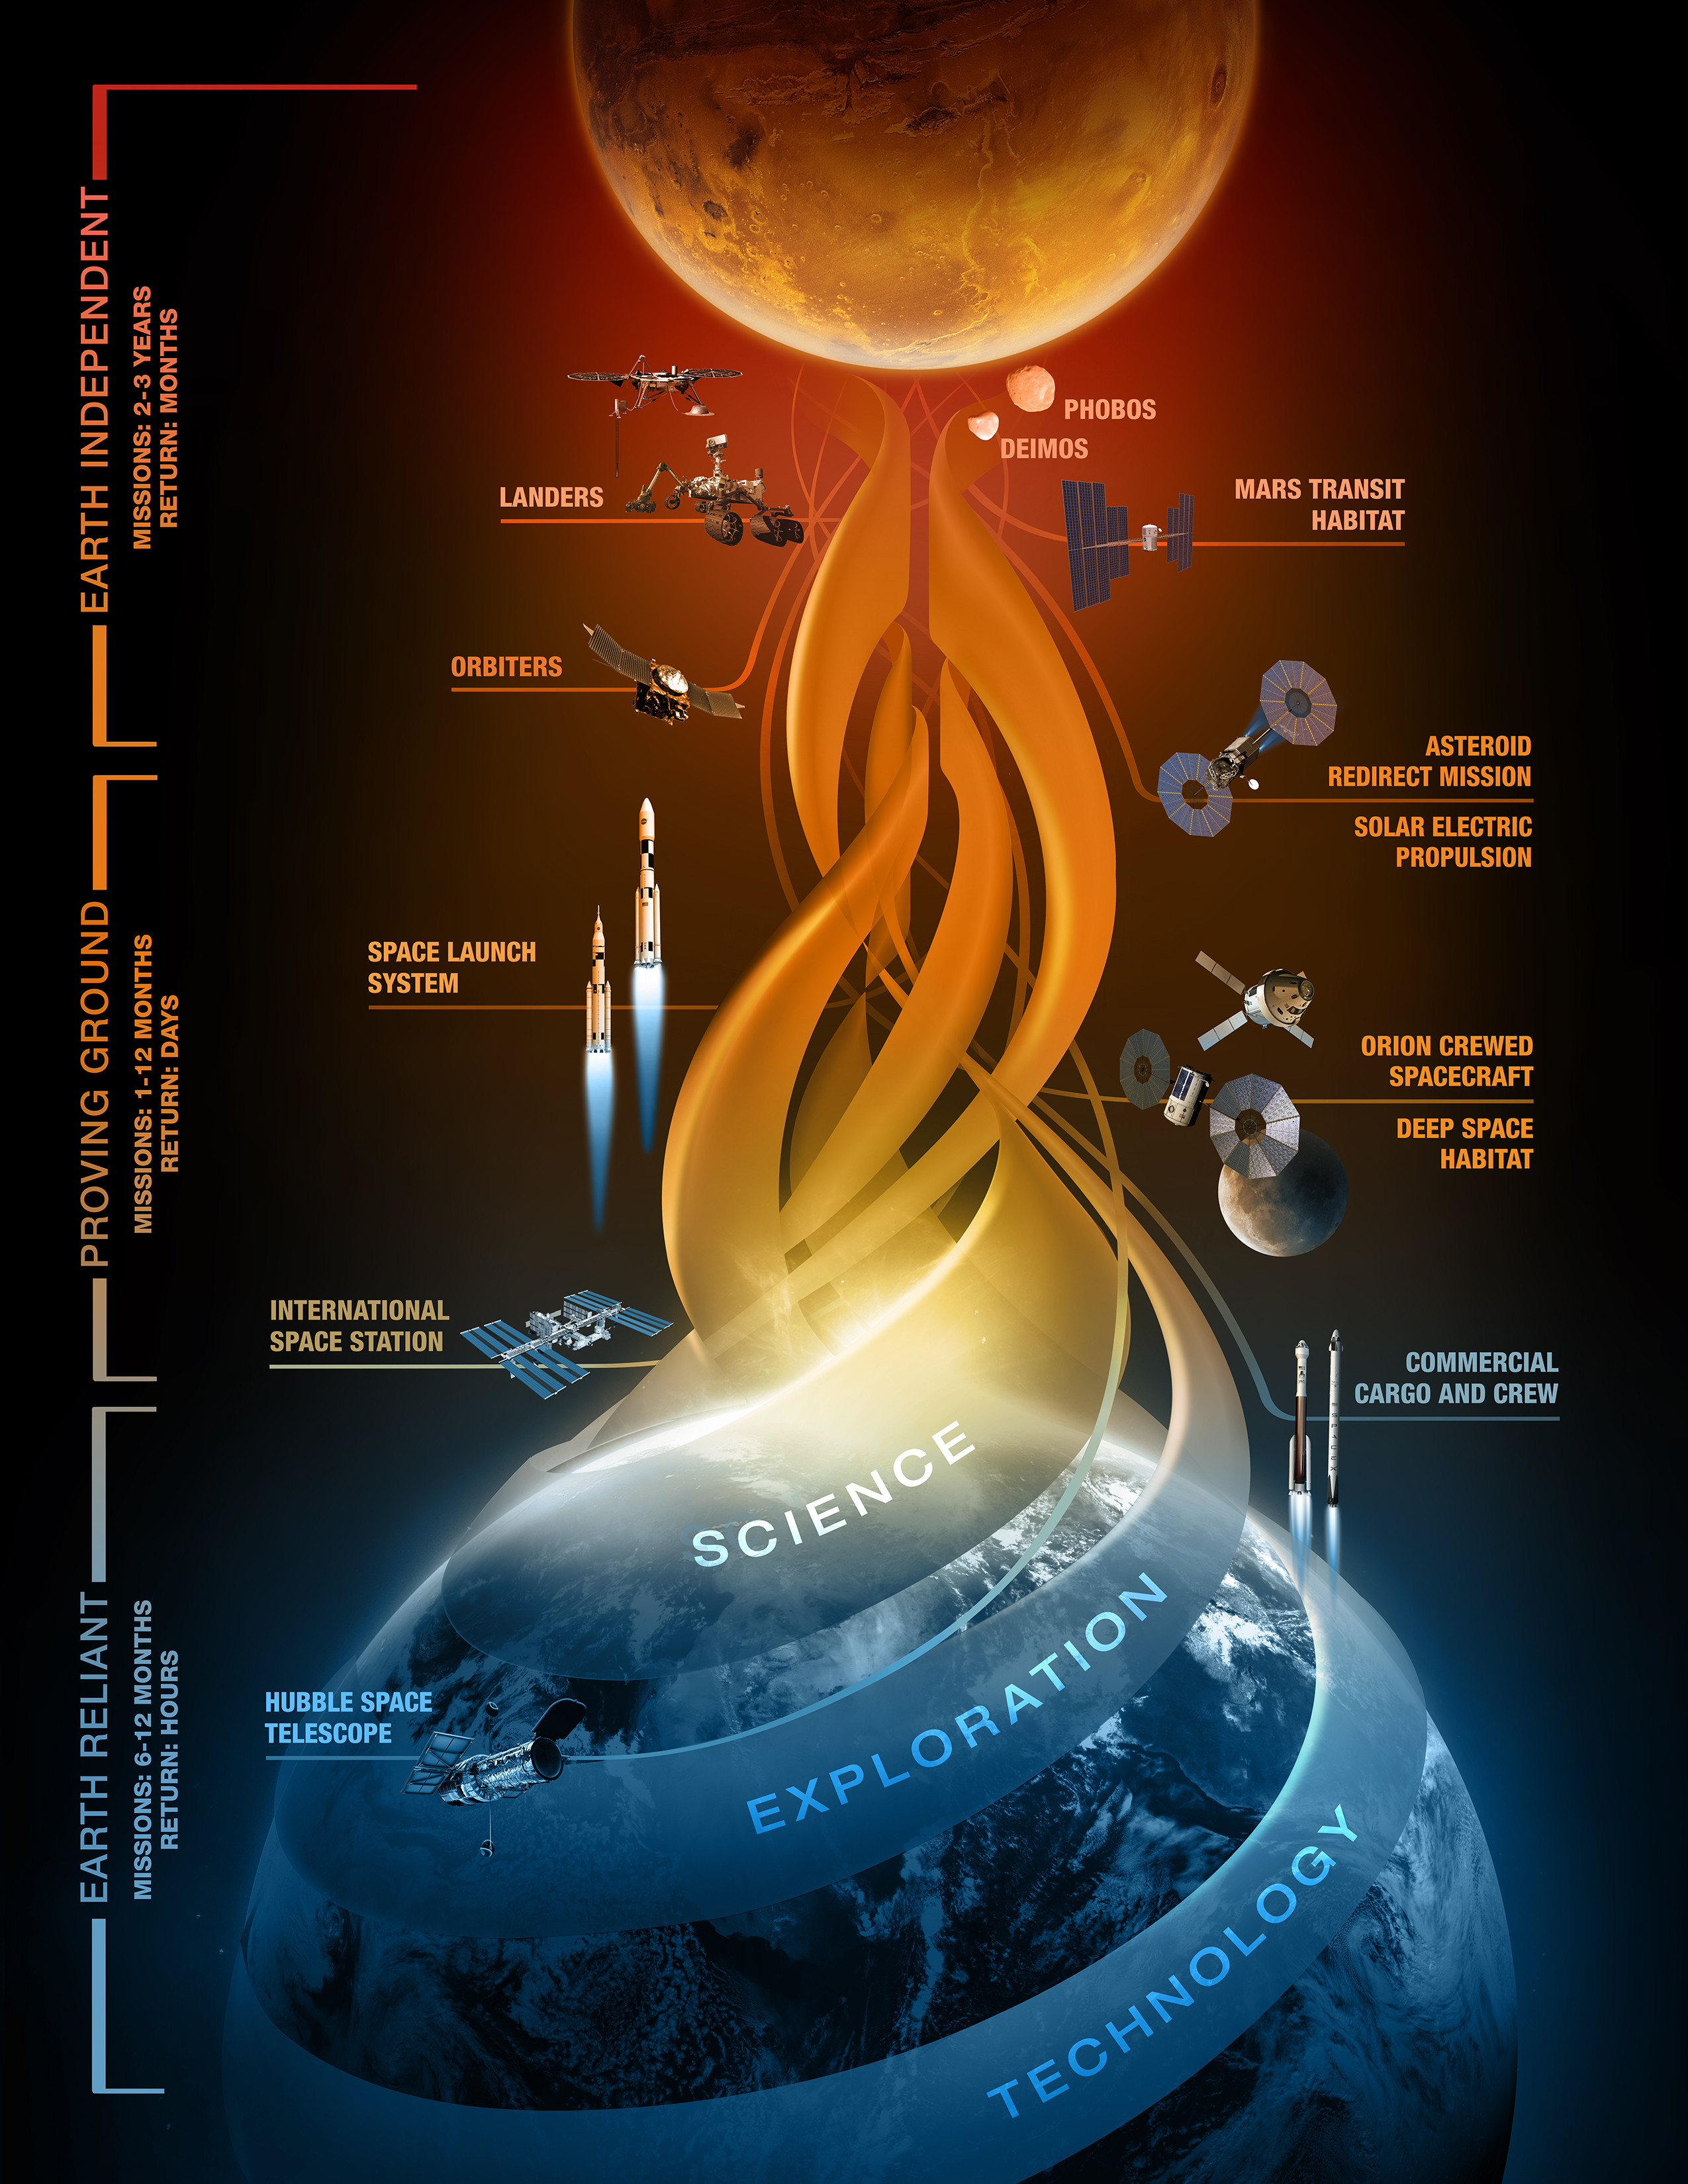 EARTH INDEPENDENT
MISSIONS: 2-3 YEARS
RETURN: MONTHS
PHOBOS
DEIMOS
LANDERS
MARS TRANSIT
HABITAT
ORBITERS
ASTEROID
REDIRECT MISSION
SOLAR ELECTRIC
PROPULSION
PROVING GROUND
MISSIONS: 1-12 MONTHS
RETURN: DAYS
SPACE LAUNCH
SYSTEM
ORION CREWED
SPACECRAFT
DEEP SPACE
HABITAT
INTERNATIONAL
SPACE STATION
COMMERCIAL
CARGO AND CREW
EARTH RELIANT
MISSIONS: 6-12 MONTHS
RETURN: HOURS
SCIENCE
EXPLORATION
HUBBLE SPACE
TELESCOPE
TECHNOLOGY